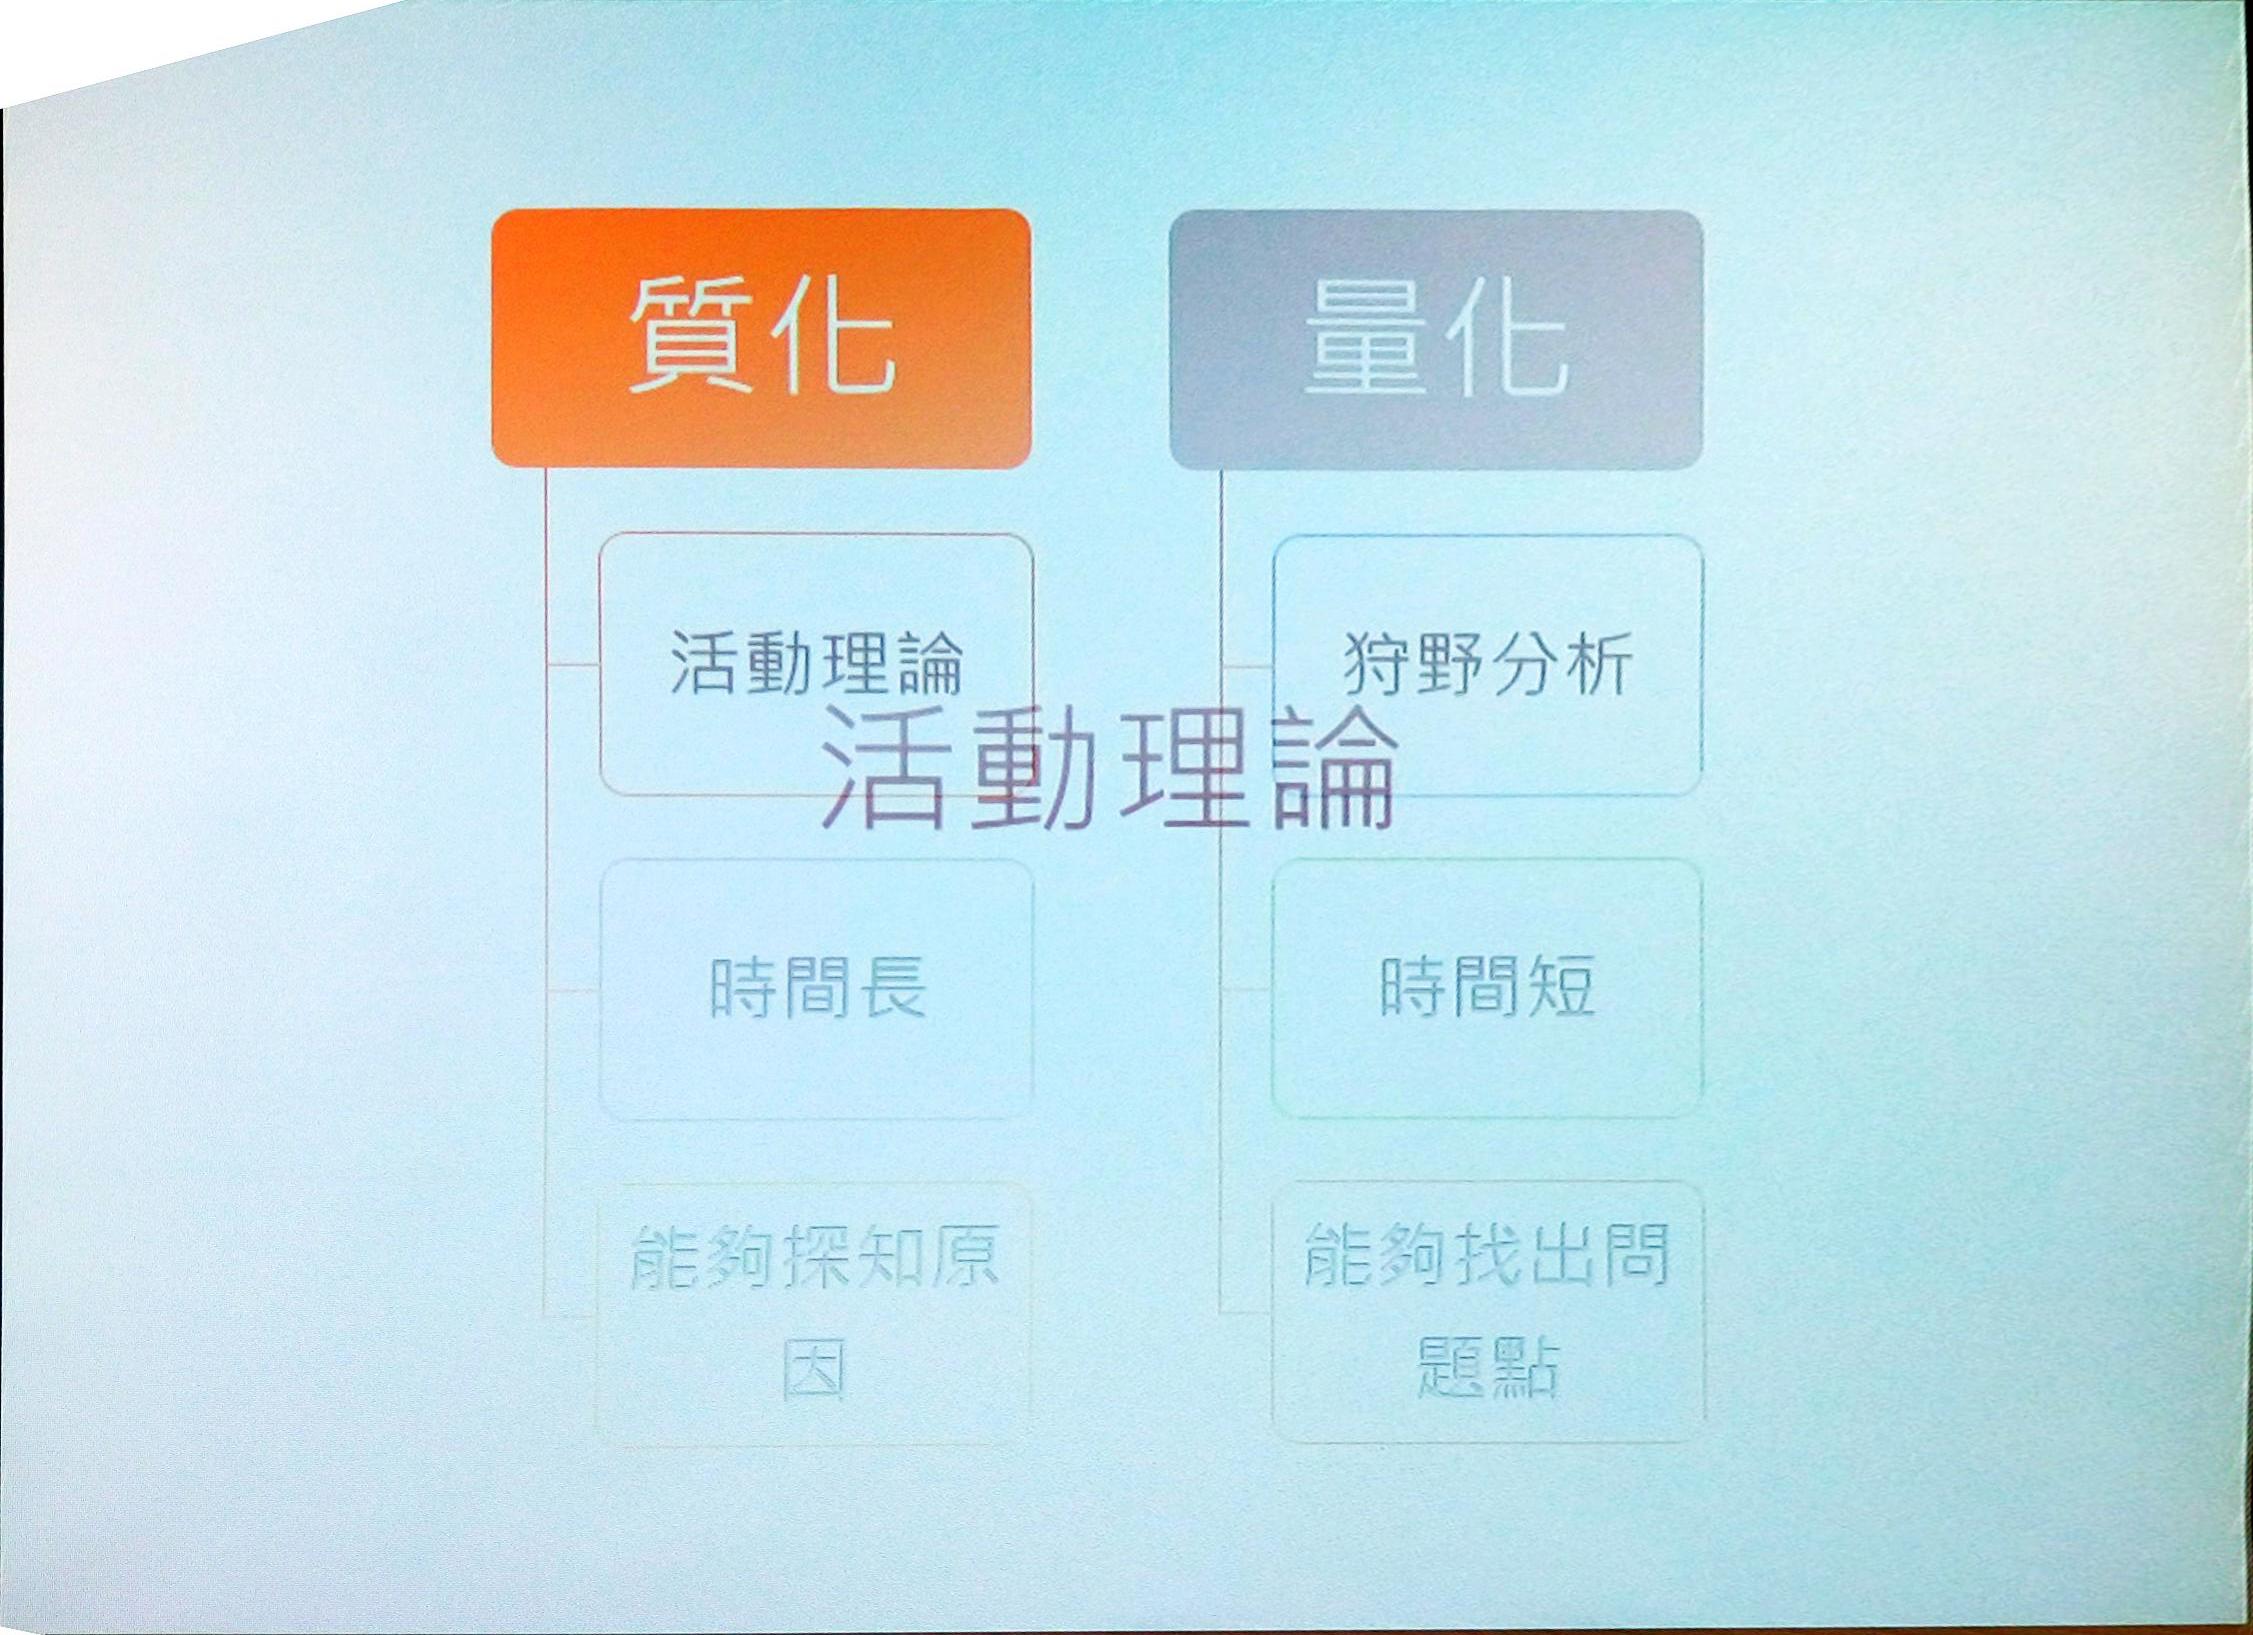 質化
活動理論
時間長
能夠探知原
因
量化
狩野分析
時間短
能夠找出問
題點
活動理論